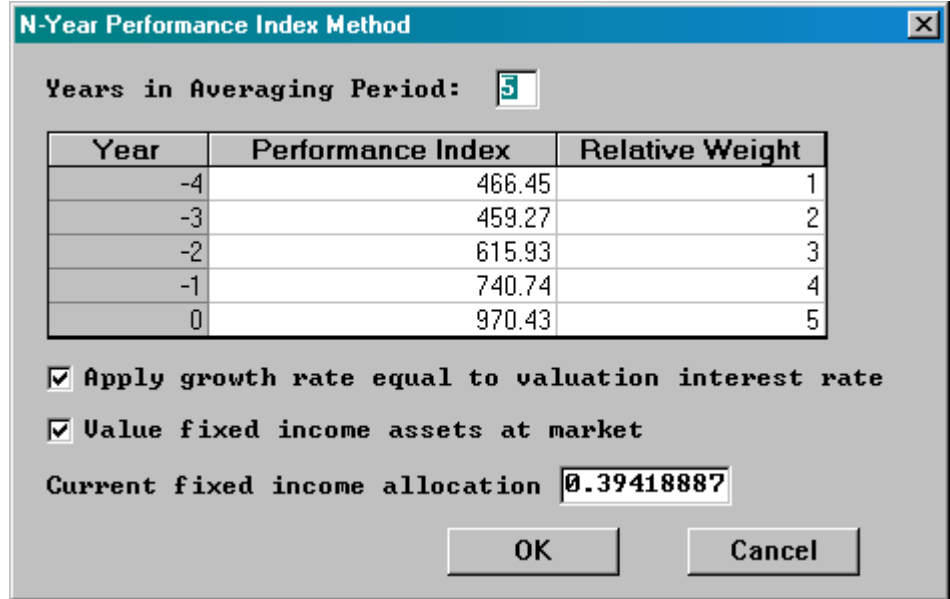 N-Year Performance Index Method
Years in Averaging Period: 5
Year Performance Index Relative Weight
-4 466.45 1
-3 459.27 2
-2 615.93 3
-1 740.74 4
0 970.43 5
Apply growth rate equal to valuation interest rate
Value fixed income assets at market
Current fixed income allocation 0.39418887
OK Cancel